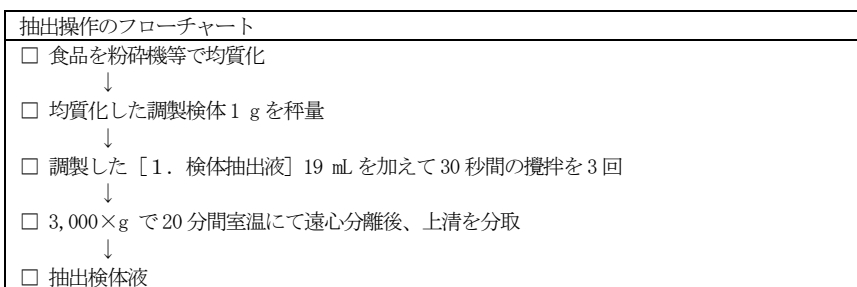 抽出操作のフローチャート
□ 食品を粉砕機等で均質化
↓
□ 均質化した調製検体1 g を秤量
↓
□ 調製した［1. 検体抽出液］19 mL を加えて 30 秒間の攪拌を 3 回
↓
□ 3,000×g で 20 分間室温にて遠心分離後、上清を分取
↓
□ 抽出検体液